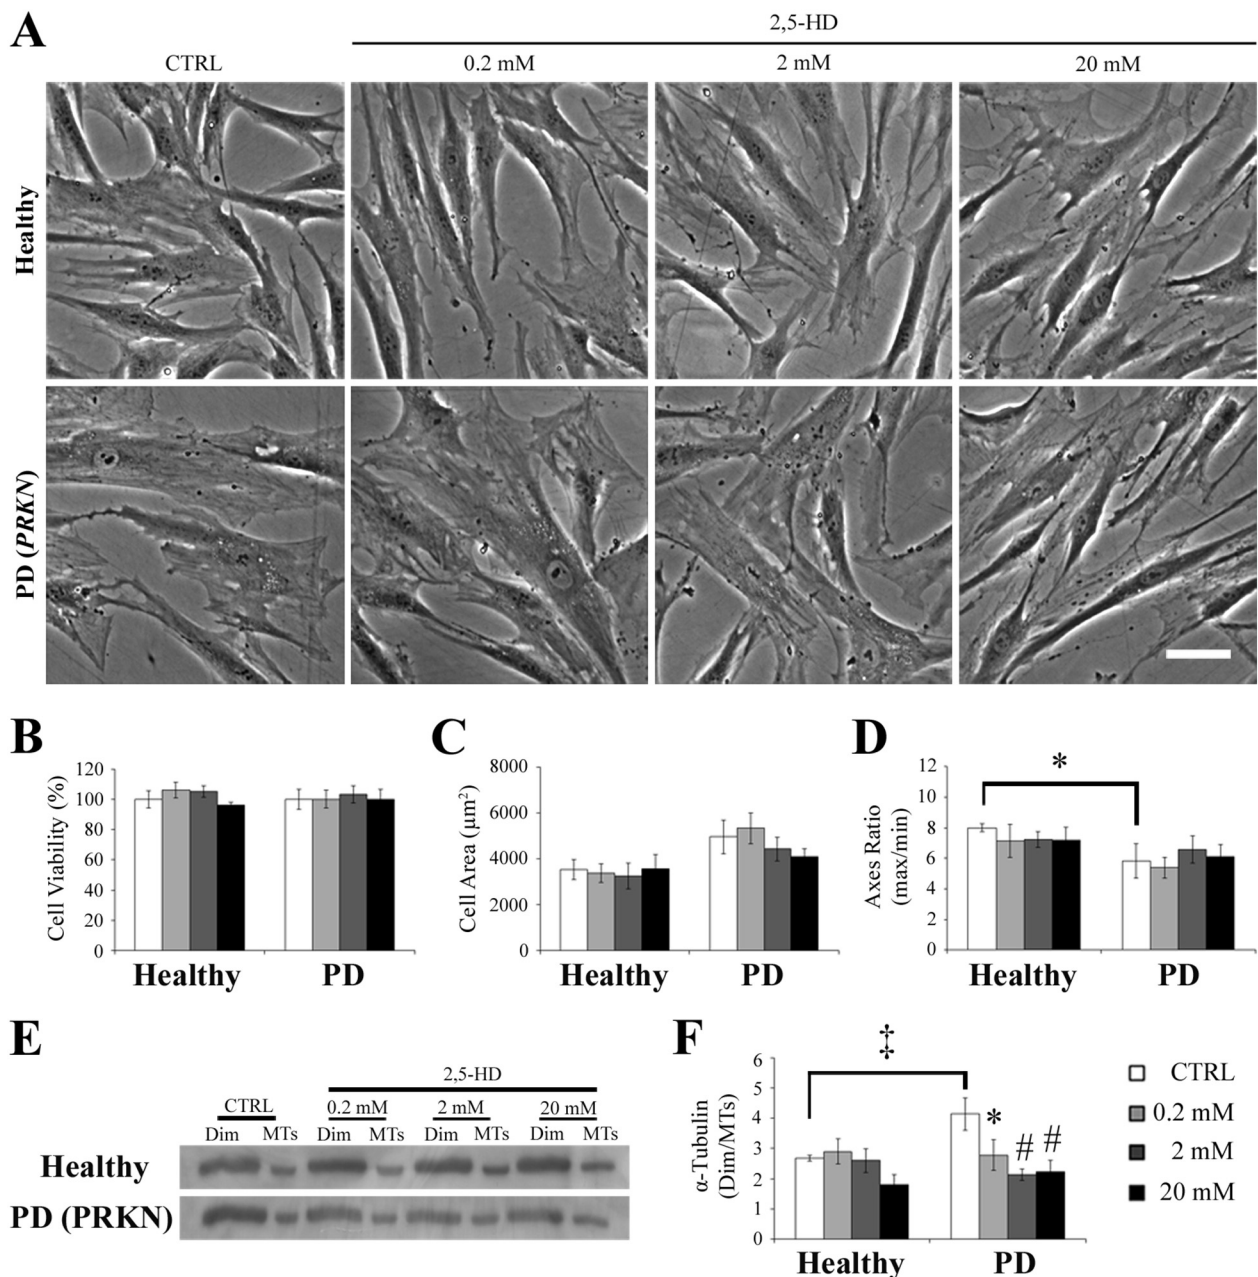 A
2,5-HD
CTRL
0.2 mM
2 mM
20 mM
Healthy
PD (PRKN)
B
Cell Viability (%)
120
100
80
60
40
20
0
Healthy
PD
C
Cell Area (µm²)
8000
6000
4000
2000
0
Healthy
PD
D
Axes Ratio
(max/min)
12
10
8
6
4
2
0
*
Healthy
PD
E
2,5-HD
CTRL 0.2 mM 2 mM 20 mM
Dim MTs Dim MTs Dim MTs Dim MTs
Healthy
PD (PRKN)
F
α-Tubulin
(Dim/MTs)
6
5
4
3
2
1
0
‡
* # #
Healthy
PD
CTRL
0.2 mM
2 mM
20 mM